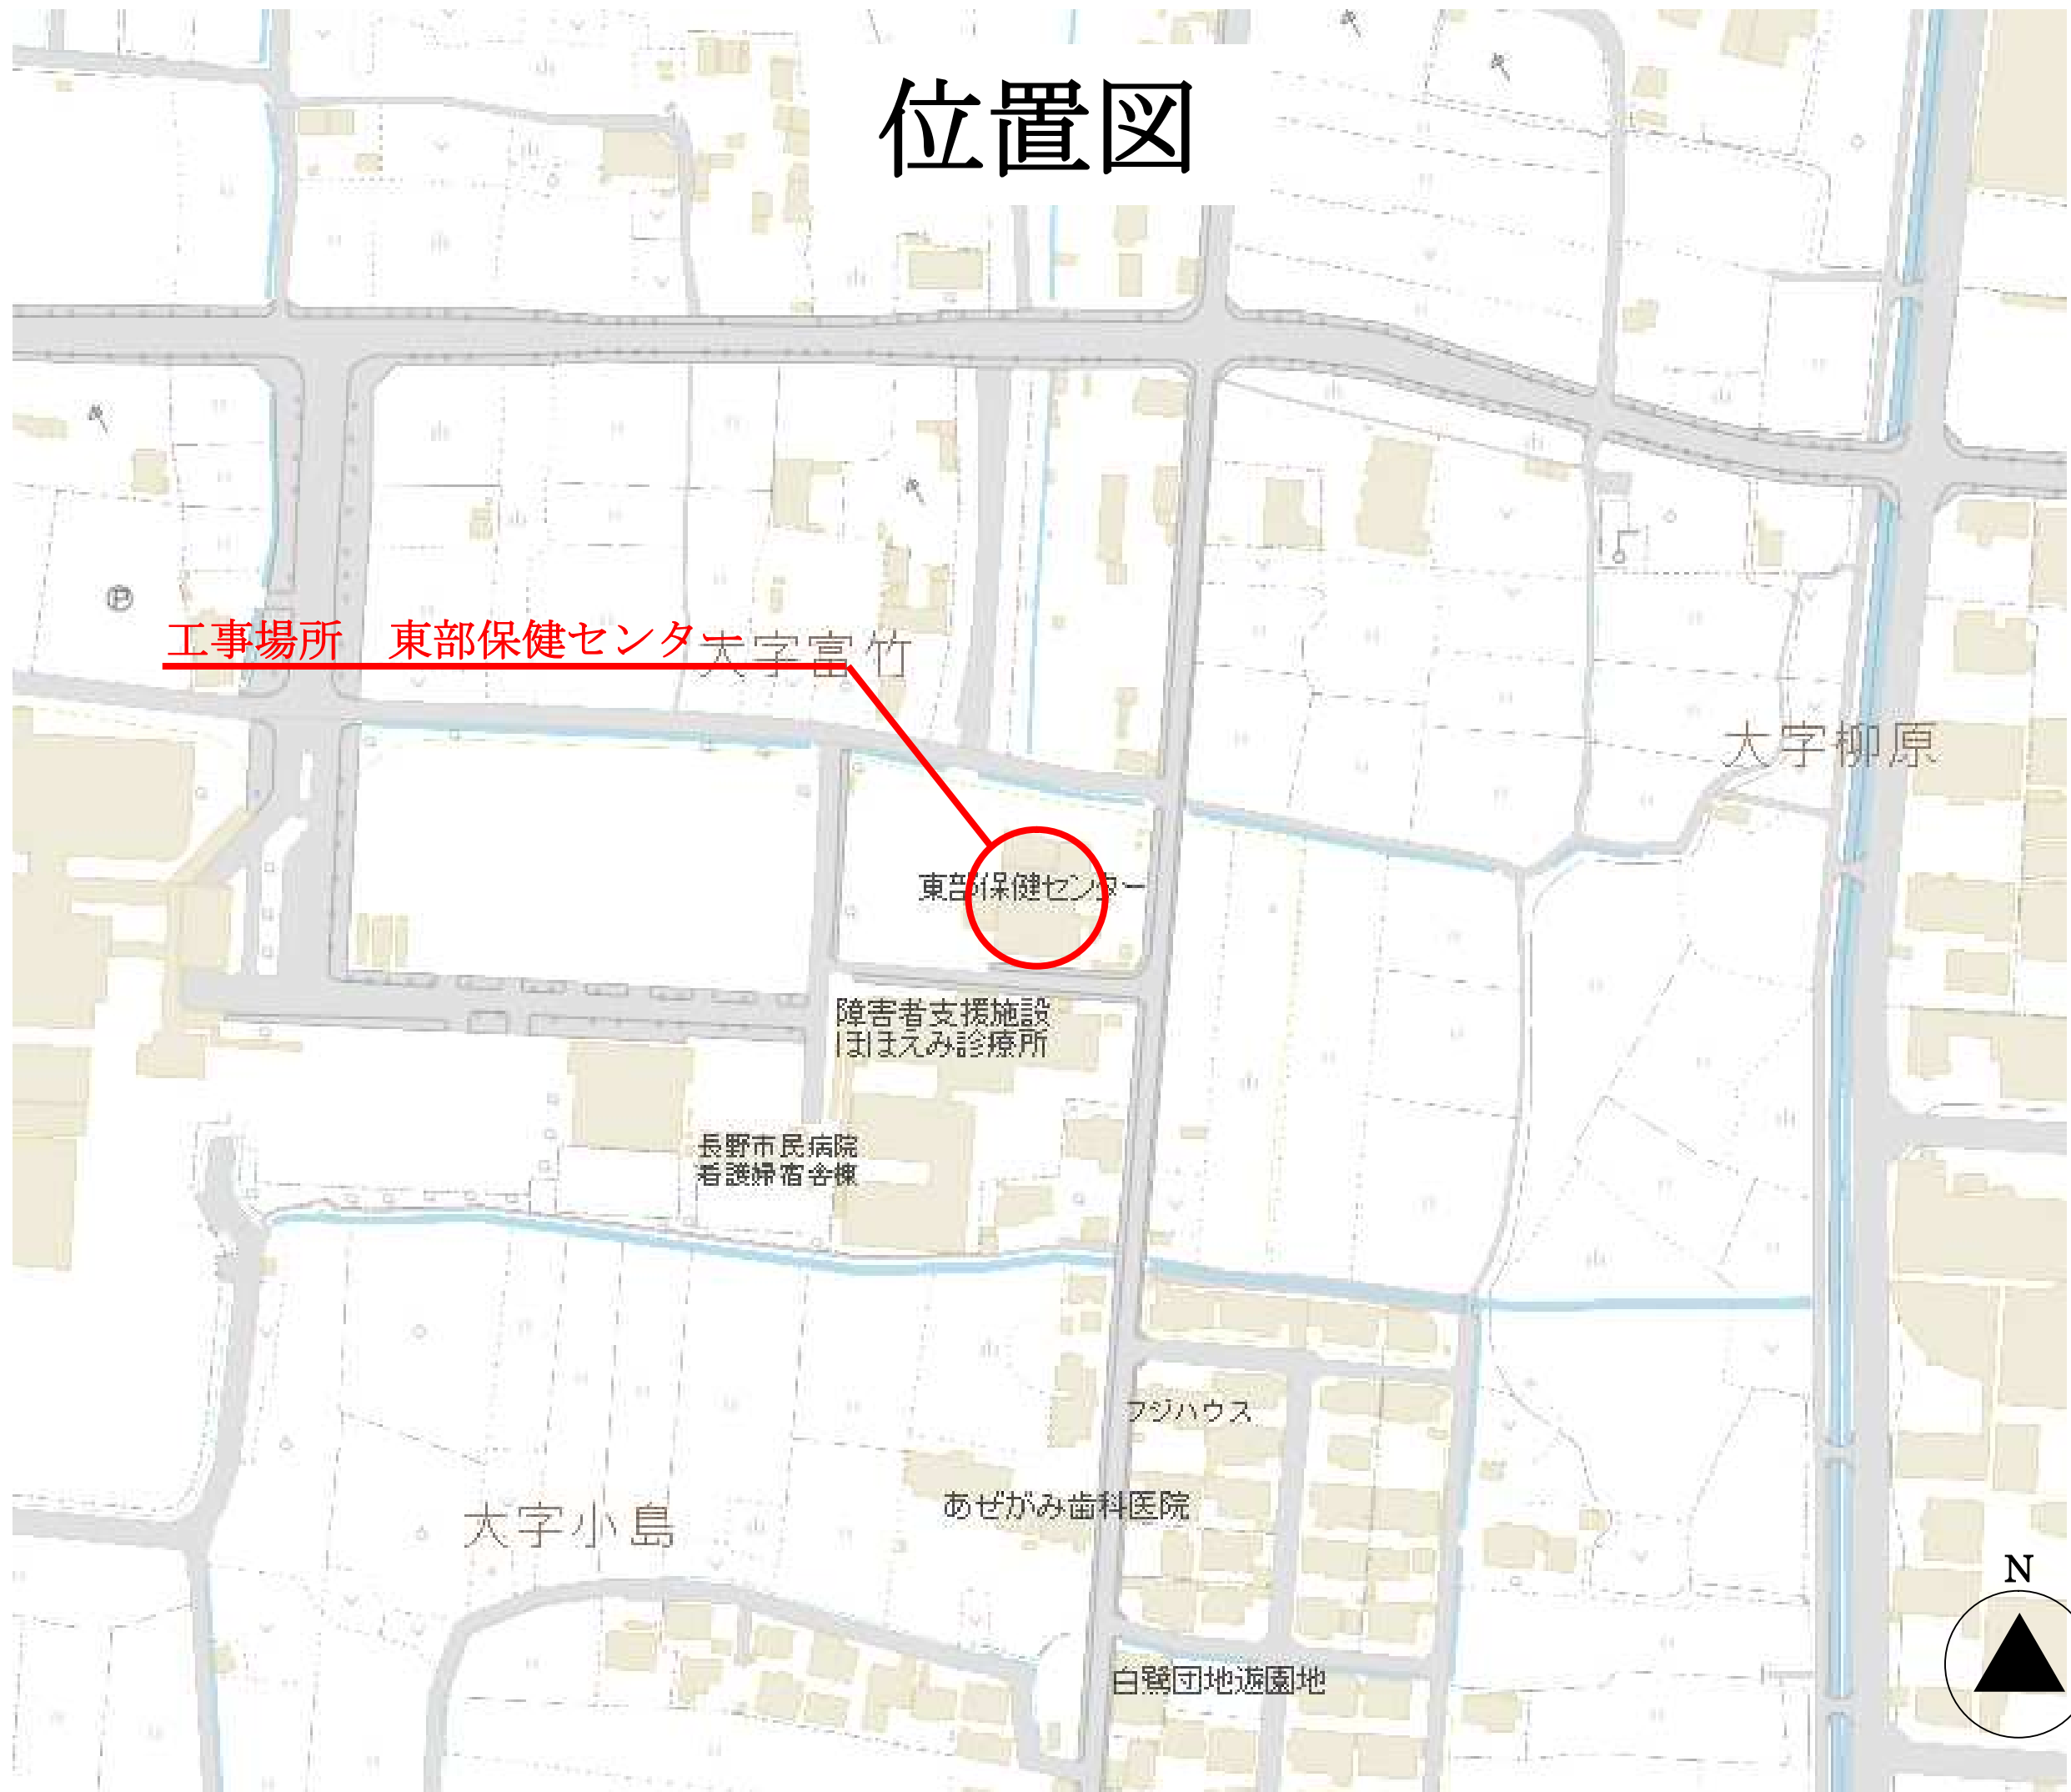 位置図
Ⓟ
工事場所　東部保健センター
大字富竹
大字柳原
東部保健センター
障害者支援施設
ほほえみ診療所
長野市民病院
看護婦宿舎棟
フジハウス
あぜがみ歯科医院
大字小島
N
白鷺団地遊園地